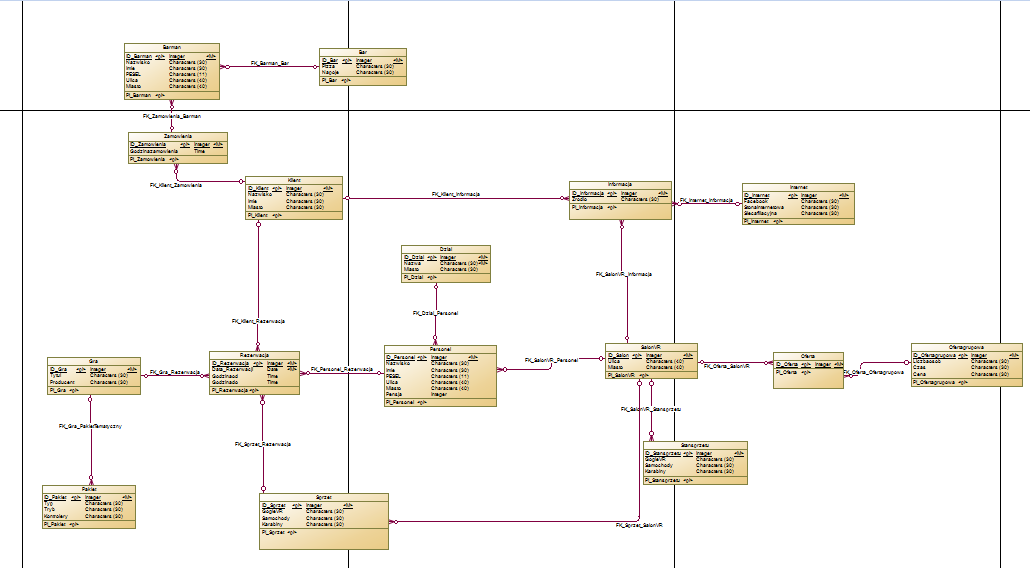 Barman
ID_Barman <pi> Integer <M>
Nazwisko Characters (30)
Imie Characters (30)
PESEL Characters (11)
Ulica Characters (40)
Miasto Characters (40)
PI_Barman <pi>
FK_Barman_Bar
Bar
ID_Bar <pi> Integer <M>
Pizza Characters (30)
Napoje Characters (30)
PI_Bar <pi>
FK_Zamowienia_Barman
Zamowienia
ID_Zamowienia <pi> Integer <M>
Godzinazamowienia Time
PI_Zamowienia <pi>
FK_Klient_Zamowienia
Klient
ID_Klient <pi> Integer <M>
Nazwisko Characters (30)
Imie Characters (30)
Miasto Characters (30)
PI_Klient <pi>
FK_Klient_Informacja
Informacja
ID_Informacja <pi> Integer <M>
Zrodlo Characters (30)
PI_Informacja <pi>
FK_Internet_Informacja
Internet
ID_Internet <pi> Integer <M>
Facebook Characters (30)
Stronainternetowa Characters (30)
Siecafiliacyjna Characters (30)
PI_Internet <pi>
Dzial
ID_Dzial <pi> Integer <M>
Nazwa Characters (30) <M>
Miasto Characters (30)
PI_Dzial <pi>
FK_SalonVR_Informacja
FK_Dzial_Personel
FK_Klient_Rezerwacja
Gra
ID_Gra <pi> Integer <M>
Tytul Characters (30)
Producent Characters (30)
PI_Gra <pi>
FK_Gra_Rezerwacja
Rezerwacja
ID_Rezerwacja <pi> Integer <M>
Data_Rezerwacji Date <M>
Godzinaod Time
Godzinado Time
PI_Rezerwacja <pi>
FK_Personel_Rezerwacja
Personel
ID_Personel <pi> Integer <M>
Nazwisko Characters (30)
Imie Characters (30)
PESEL Characters (11)
Ulica Characters (40)
Miasto Characters (40)
Pensja Integer
PI_Personel <pi>
FK_SalonVR_Personel
SalonVR
ID_Salon <pi> Integer <M>
Ulica Characters (40)
Miasto Characters (40)
PI_SalonVR <pi>
FK_Oferta_SalonVR
Oferta
ID_Oferta <pi> Integer <M>
PI_Oferta <pi>
FK_Oferta_Ofertagrupowa
Ofertagrupowa
ID_Ofertagrupowa <pi> Integer <M>
Liczbaosob Characters (30)
Czas Characters (30)
Cena Characters (30)
PI_Ofertagrupowa <pi>
FK_SalonVR_Stansprzetu
FK_Gra_PakietTematyczny
FK_Sprzet_Rezerwacja
Stansprzetu
ID_Stansprzetu <pi> Integer <M>
GogleVR Characters (30)
Samochody Characters (30)
Karabiny Characters (30)
PI_Stansprzetu <pi>
Pakiet
ID_Pakiet <pi> Integer <M>
Typ Characters (30)
Tryb Characters (30)
Kontrolery Characters (30)
PI_Pakiet <pi>
Sprzet
ID_Sprzet <pi> Integer <M>
GogleVR Characters (30)
Samochody Characters (30)
Karabiny Characters (30)
PI_Sprzet <pi>
FK_Sprzet_SalonVR